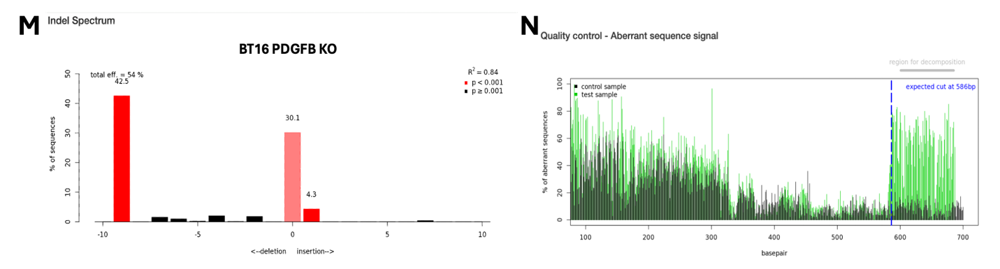 M
Indel Spectrum
BT16 PDGFB KO
total eff. = 54 %
42.5
30.1
4.3
R² = 0.84
p < 0.001
p ≥ 0.001
% of sequences
50
40
30
20
10
0
-10
-5
0
5
10
<--deletion insertion-->
N
Quality control - Aberrant sequence signal
region for decomposition
control sample
test sample
expected cut at 586bp
% of aberrant sequences
100
80
60
40
20
0
100
200
300
400
500
600
700
basepair